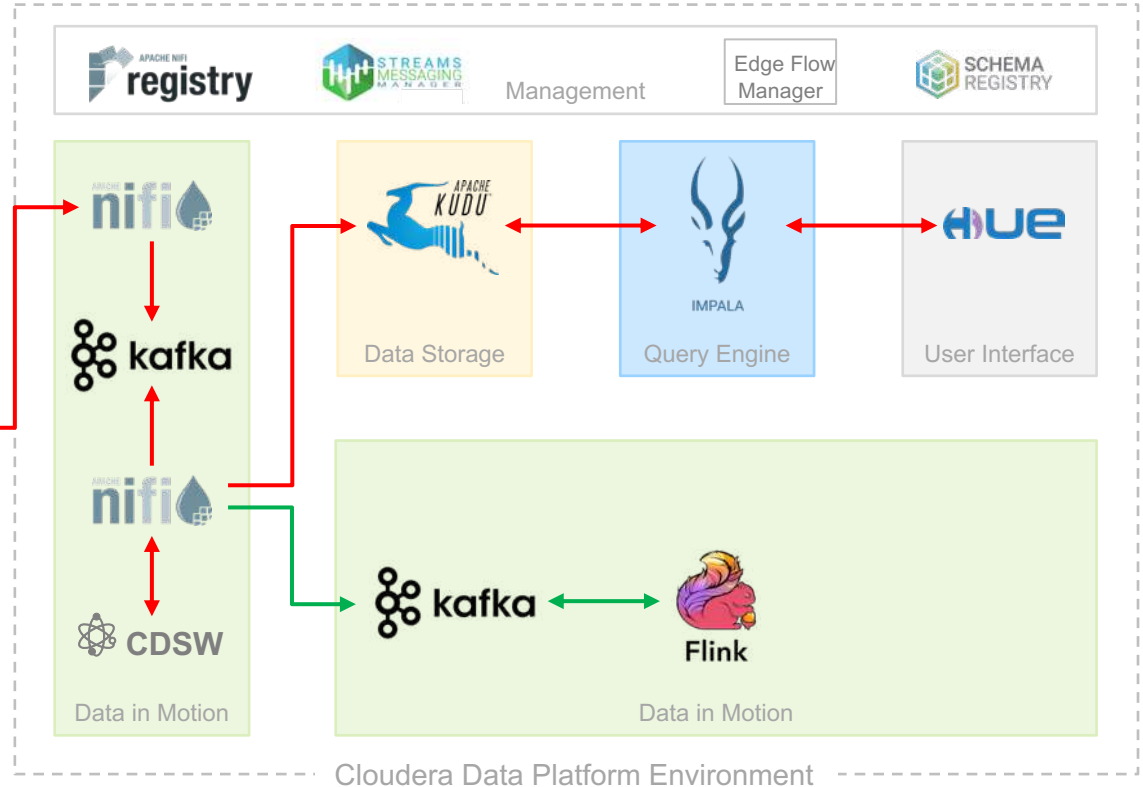 APACHE NIFI
registry
STREAMS
MESSAGING
MANAGER
Management
Edge Flow
Manager
SCHEMA
REGISTRY
APACHE
nifi
kafka
APACHE
nifi
CDSW
Data in Motion
APACHE
KUDU
Data Storage
IMPALA
Query Engine
HUE
User Interface
kafka
Flink
Data in Motion
Cloudera Data Platform Environment